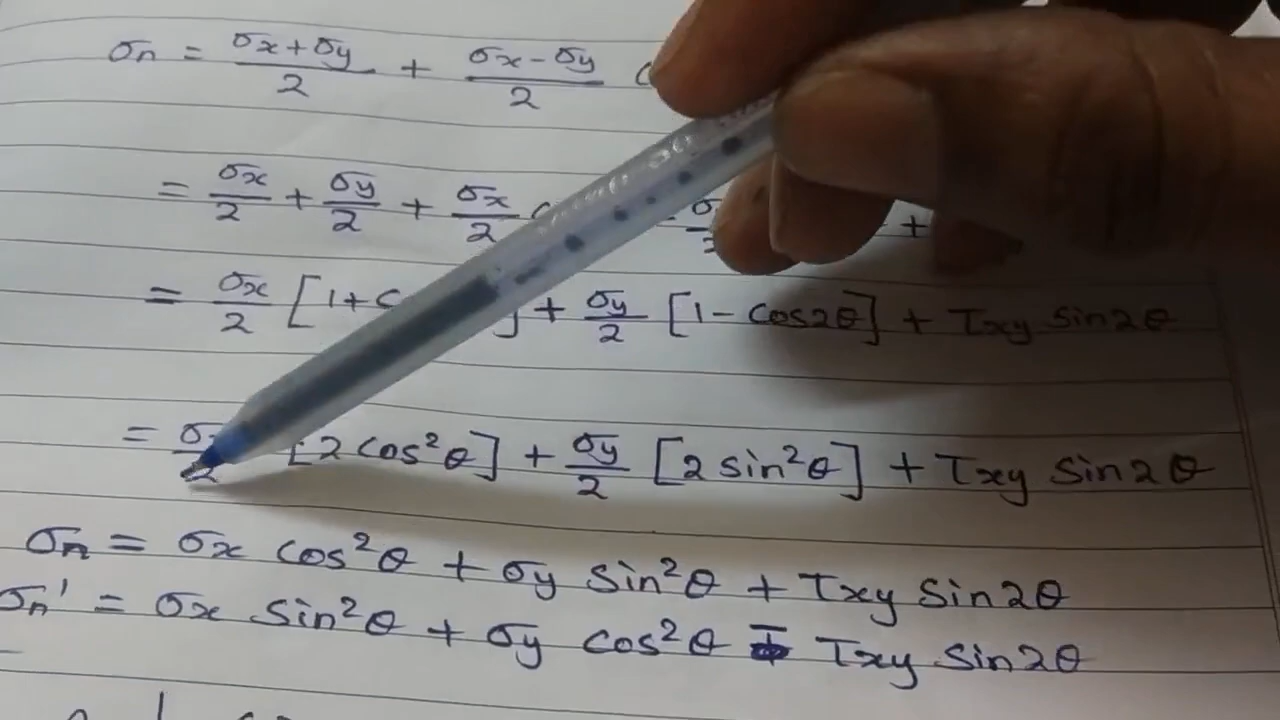 σn = σx+σy/2 + σx-σy/2
= σx/2 + σy/2 + σx/2 +
= σx/2 [1+c ] + σy/2 [1 - cos2θ] + τxy sin2θ
= σ /2 [2 cos²θ] + σy/2 [2 sin²θ] + τxy sin2θ
σn = σx cos²θ + σy sin²θ + τxy sin2θ
σn' = σx sin²θ + σy cos²θ τxy sin2θ